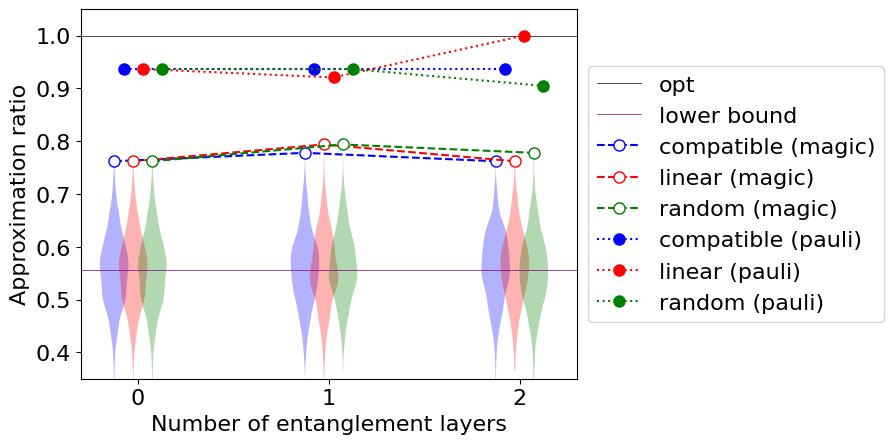 Approximation ratio
1.0
0.9
0.8
0.7
0.6
0.5
0.4
0
1
2
Number of entanglement layers
opt
lower bound
compatible (magic)
linear (magic)
random (magic)
compatible (pauli)
linear (pauli)
random (pauli)